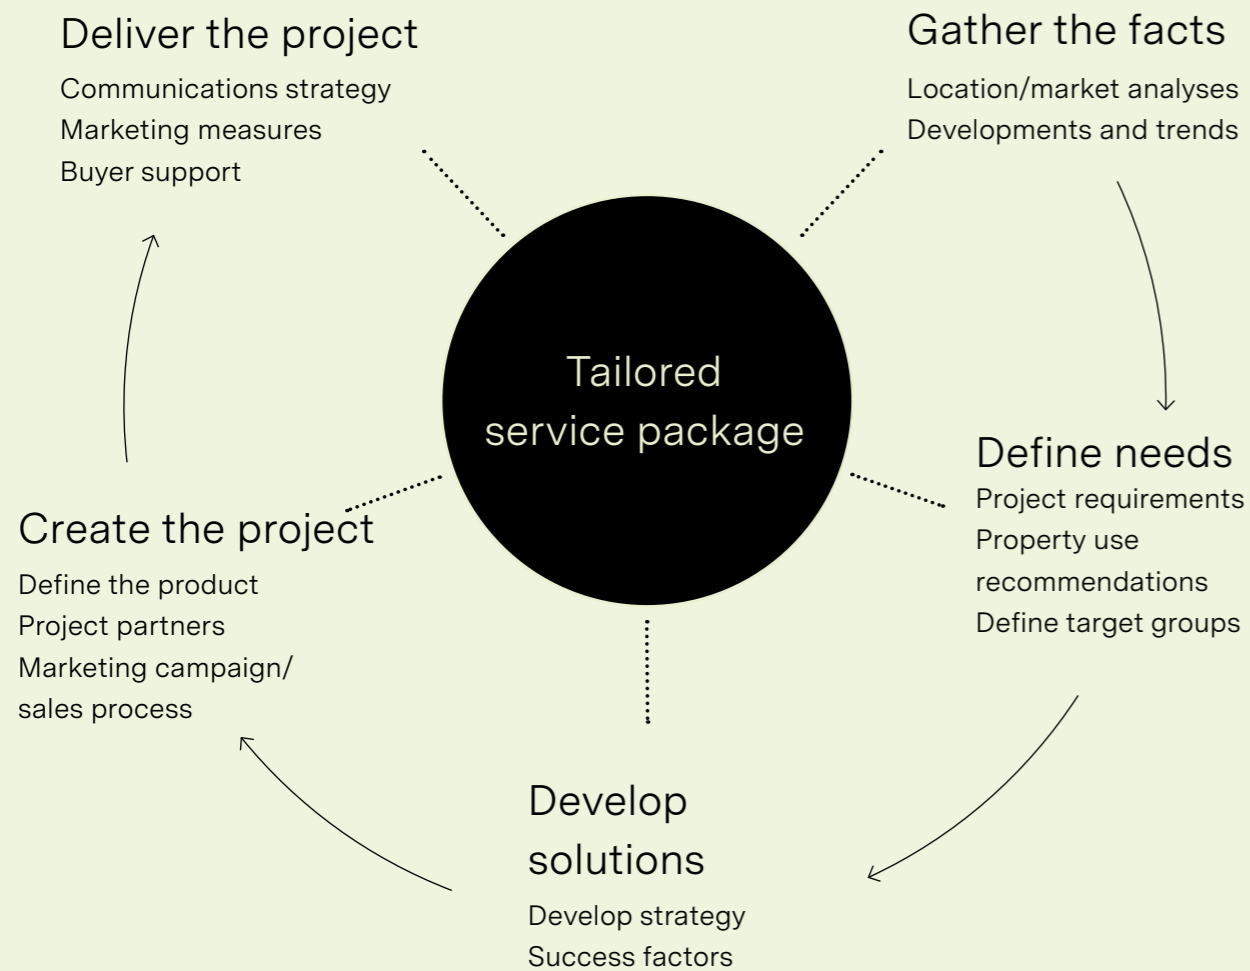 Deliver the project
Communications strategy
Marketing measures
Buyer support
Gather the facts
Location/market analyses
Developments and trends
Tailored
service package
Define needs
Project requirements
Property use
recommendations
Define target groups
Create the project
Define the product
Project partners
Marketing campaign/
sales process
Develop
solutions
Develop strategy
Success factors